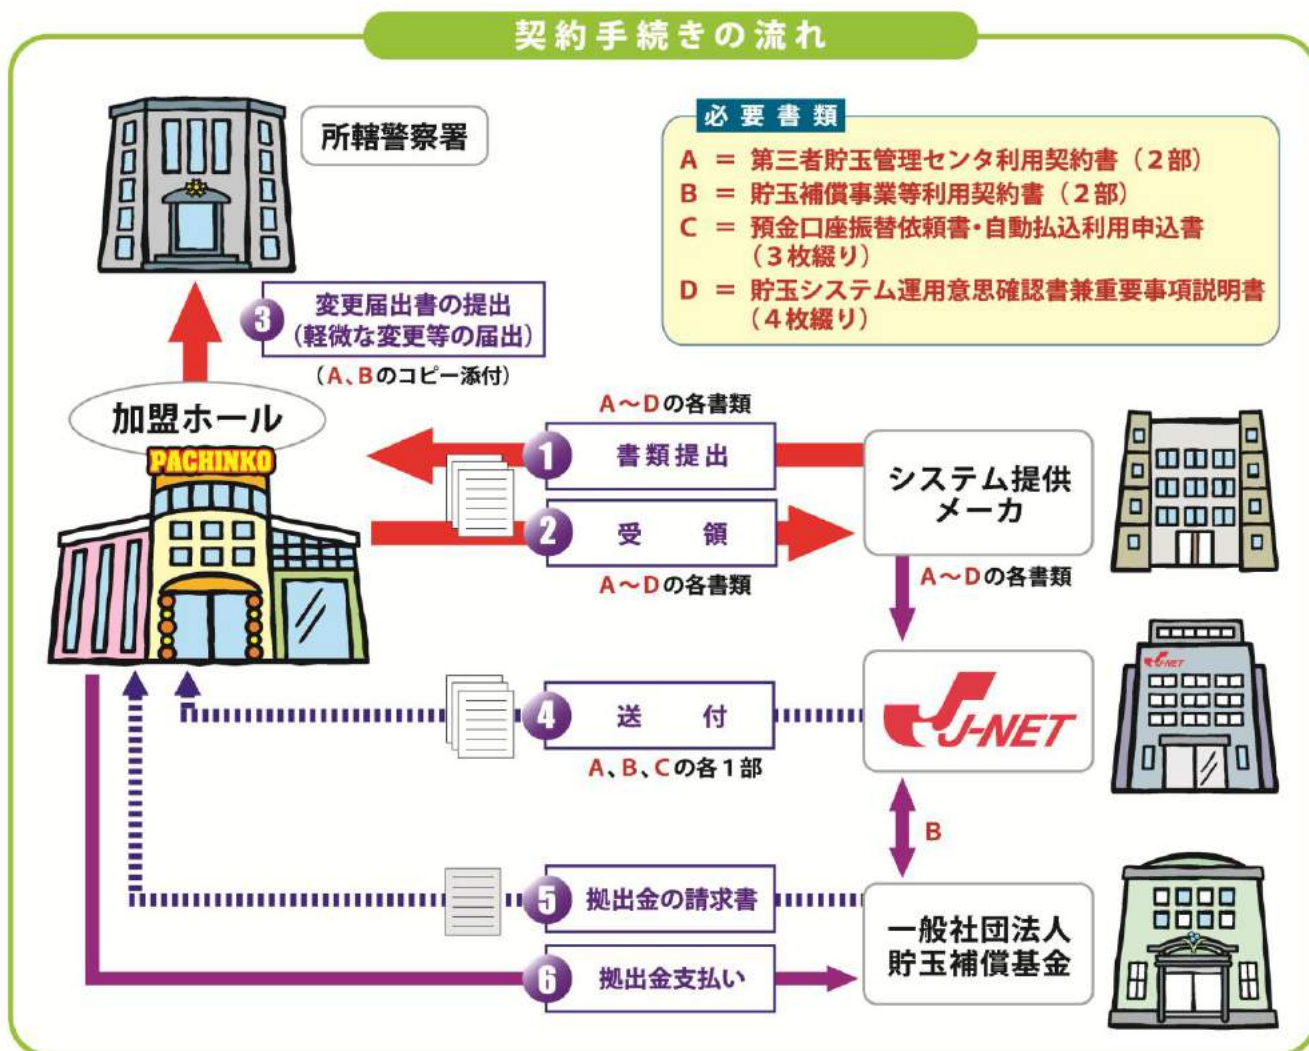 契約手続きの流れ
所轄警察署
必要書類
A = 第三者貯玉管理センタ利用契約書（２部）
B = 貯玉補償事業等利用契約書（２部）
C = 預金口座振替依頼書・自動払込利用申込書
（３枚綴り）
D = 貯玉システム運用意思確認書兼重要事項説明書
（４枚綴り）
3
変更届出書の提出
（軽微な変更等の届出）
（A、Bのコピー添付）
加盟ホール
PACHINKO
A～Dの各書類
1 書類提出
2 受領
A～Dの各書類
システム提供
メーカ
A～Dの各書類
J-NET
J-NET
4 送付
A、B、Cの各１部
B
5 拠出金の請求書
6 拠出金支払い
一般社団法人
貯玉補償基金